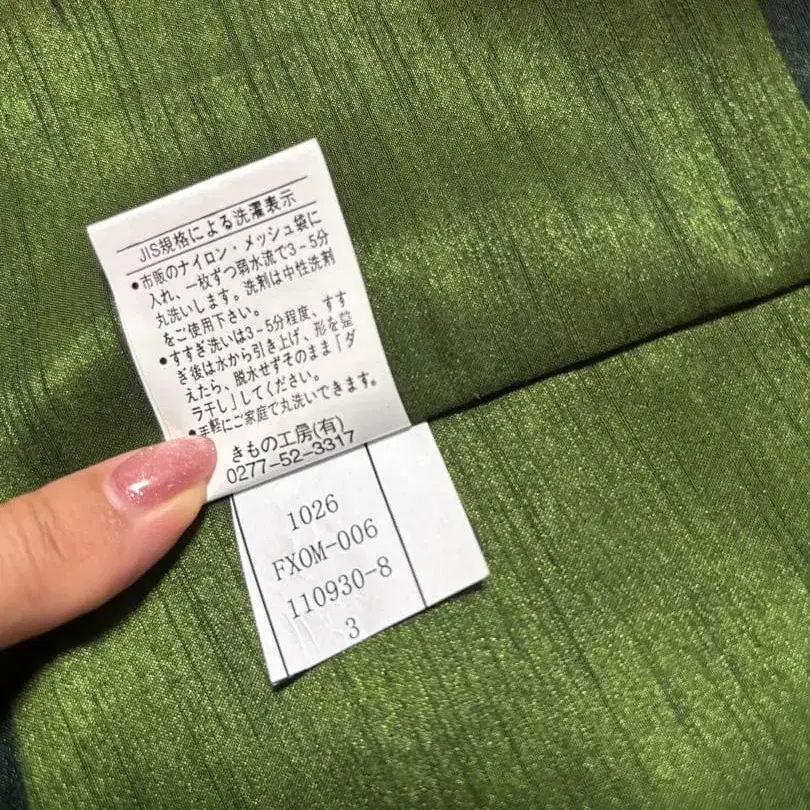 JIS規格による洗濯表示
●市販のナイロン・メッシュ袋に
入れ、一枚ずつ弱水流で3-5分
丸洗いします。洗剤は中性洗剤
をご使用下さい。
●すすぎ洗いは3-5分程度、すす
ぎ後は水から引き上げ、形を整
えたら、脱水せずそのまま「ダ
ラ干し」してください。
●手軽にご家庭で丸洗いできます。
きもの工房(有)
0277-52-3317
1026
FXOM-006
110930-8
3